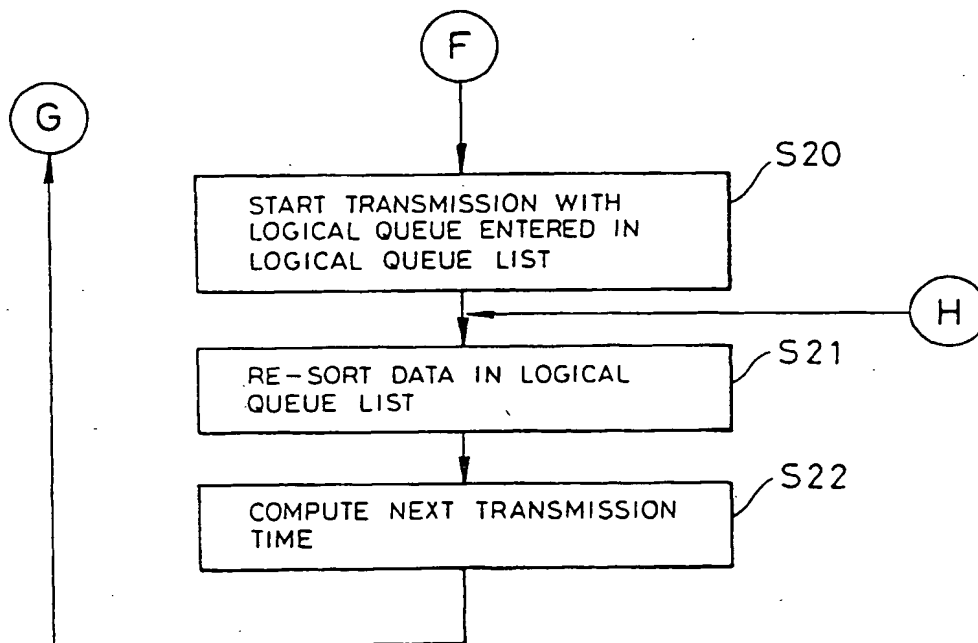 F
G
S20
START TRANSMISSION WITH
LOGICAL QUEUE ENTERED IN
LOGICAL QUEUE LIST
H
S21
RE-SORT DATA IN LOGICAL
QUEUE LIST
S22
COMPUTE NEXT TRANSMISSION
TIME